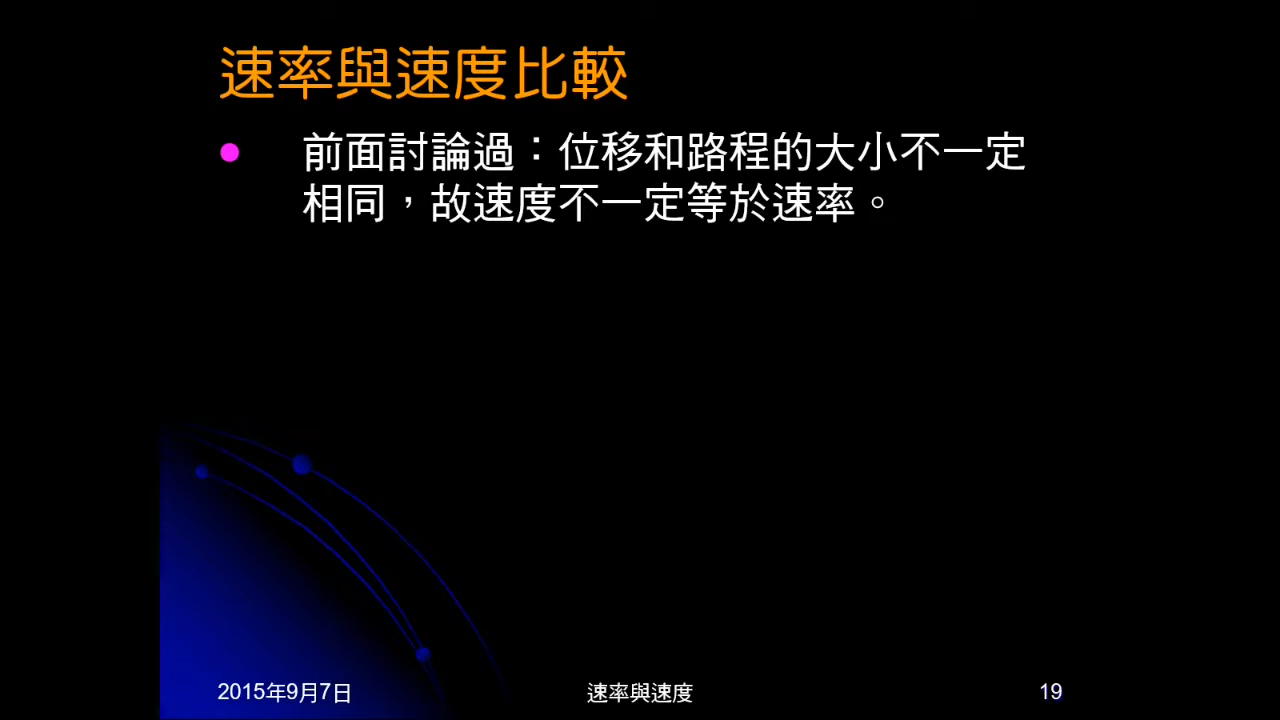 速率與速度比較
前面討論過：位移和路程的大小不一定
相同，故速度不一定等於速率。
2015年9月7日
速率與速度
19